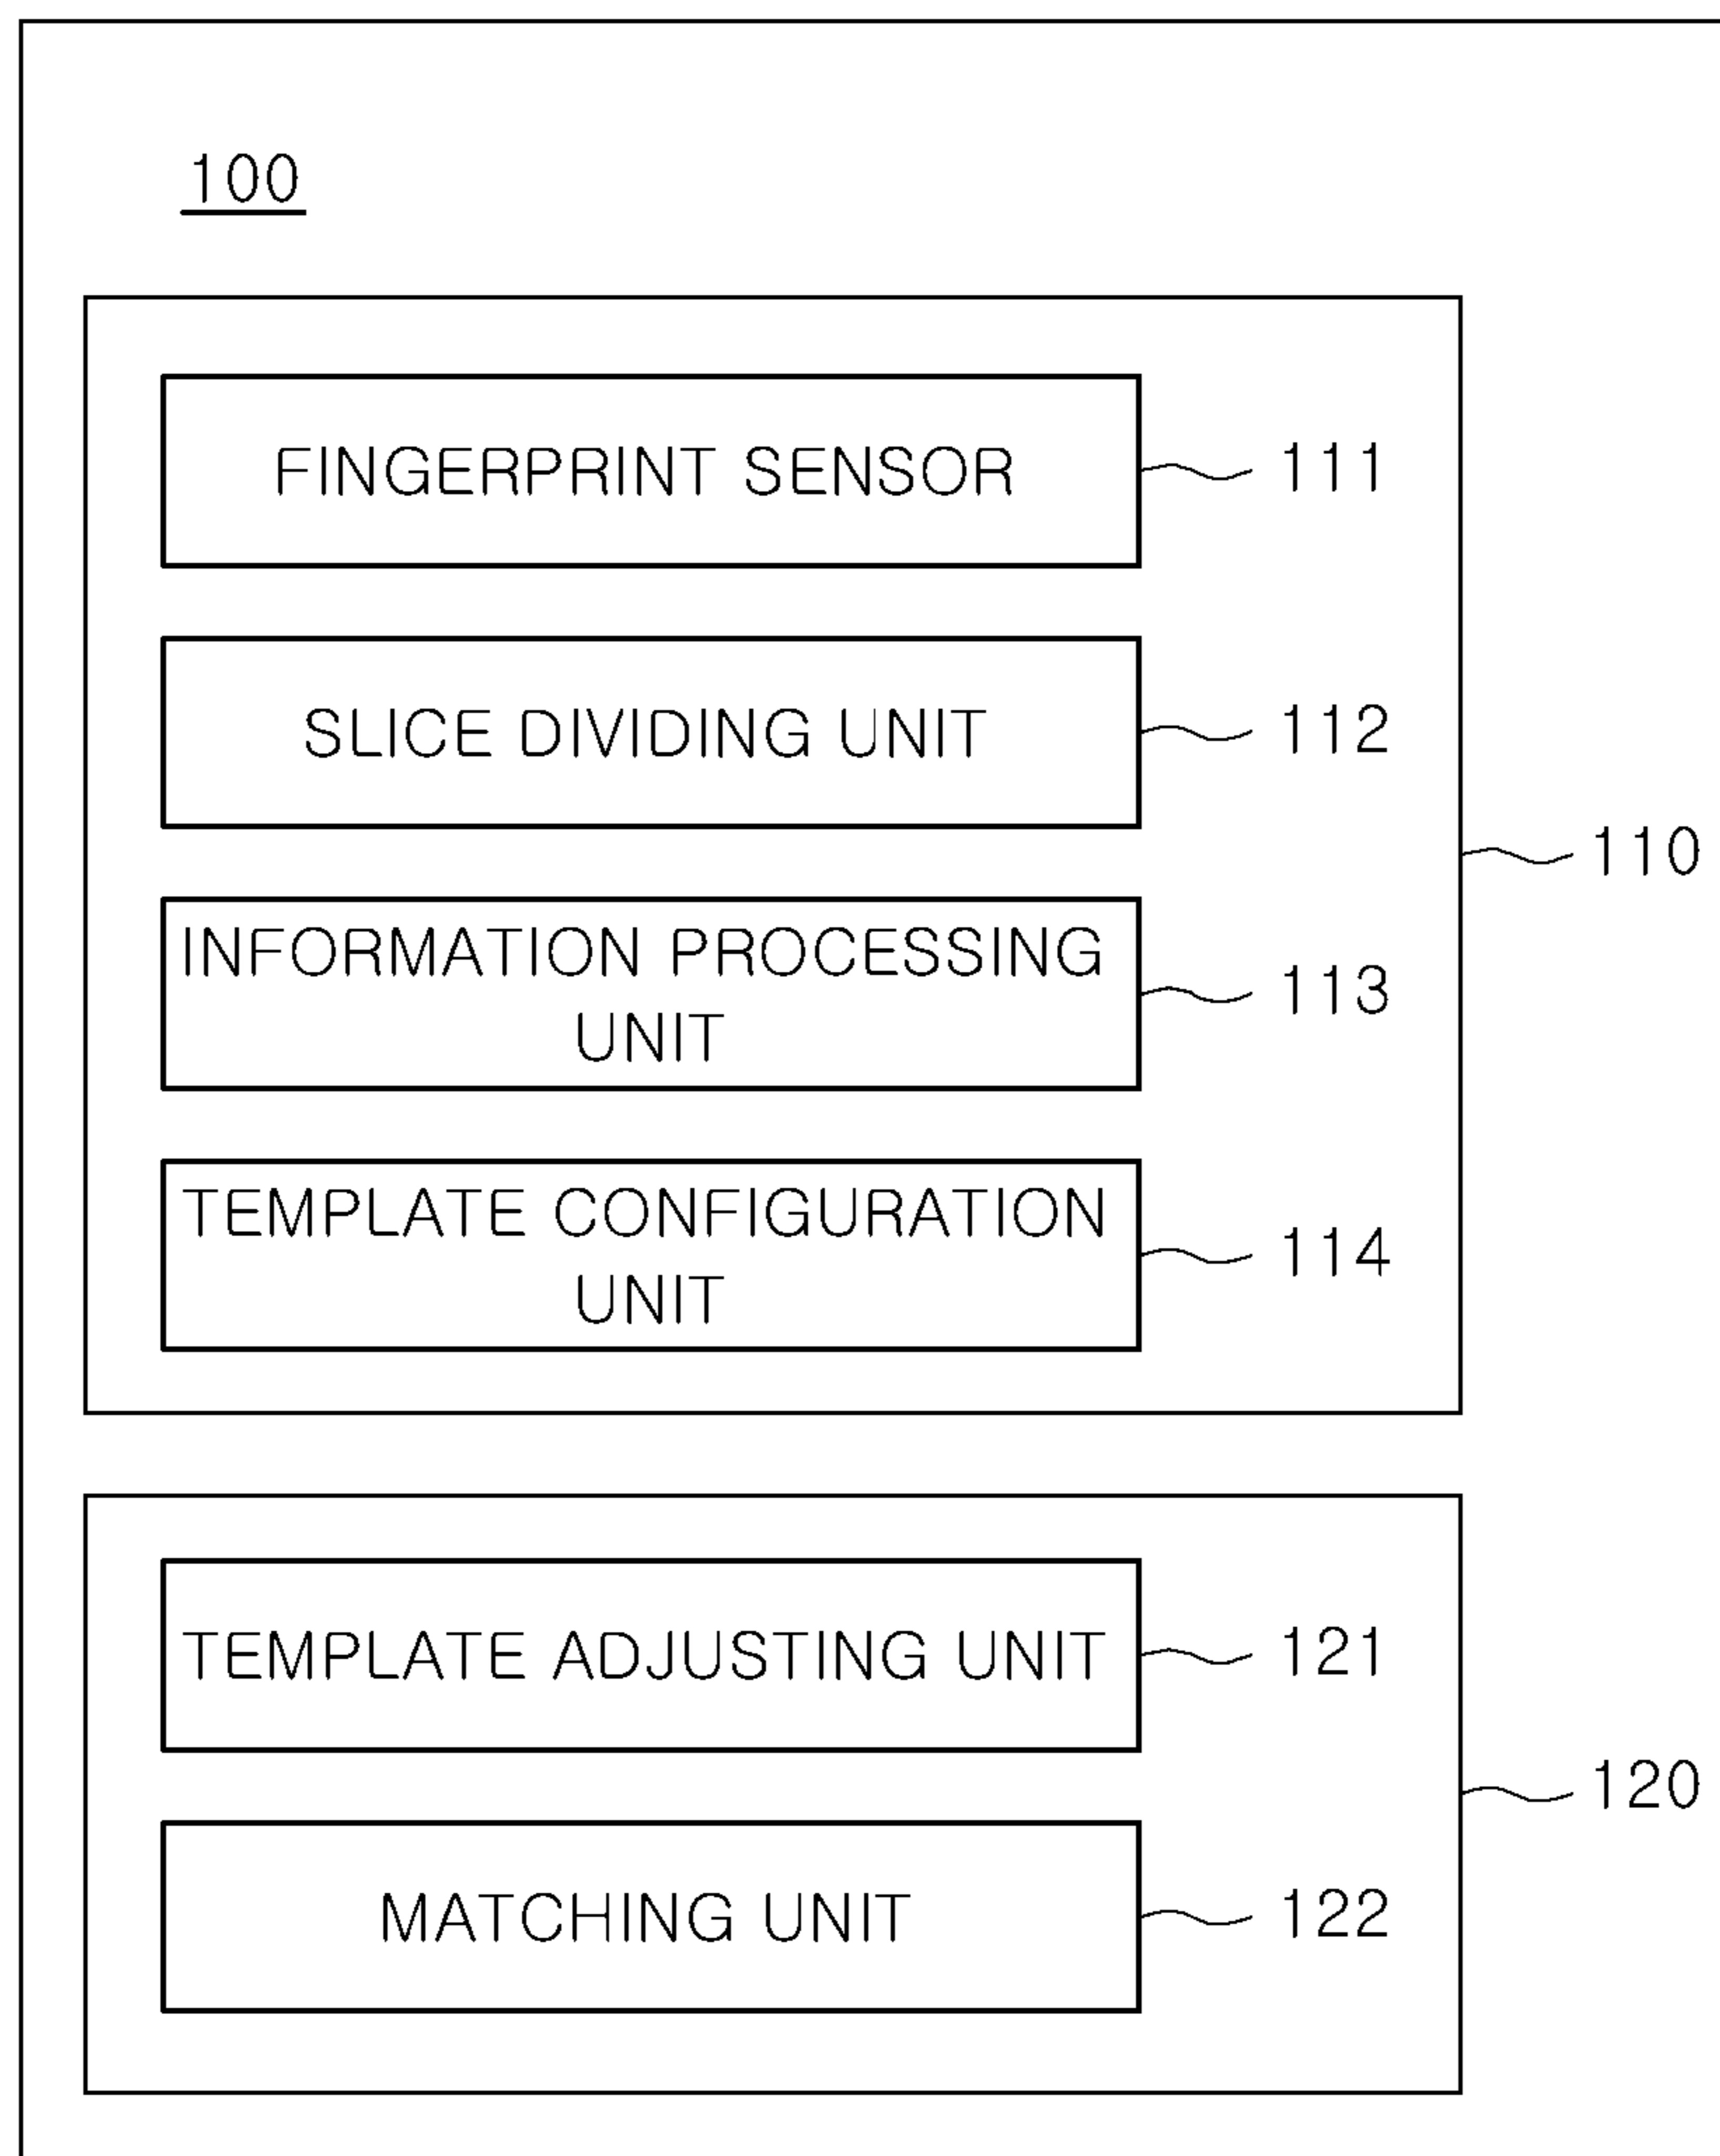 100
FINGERPRINT SENSOR
111
SLICE DIVIDING UNIT
112
110
INFORMATION PROCESSING
UNIT
113
TEMPLATE CONFIGURATION
UNIT
114
TEMPLATE ADJUSTING UNIT
121
120
MATCHING UNIT
122